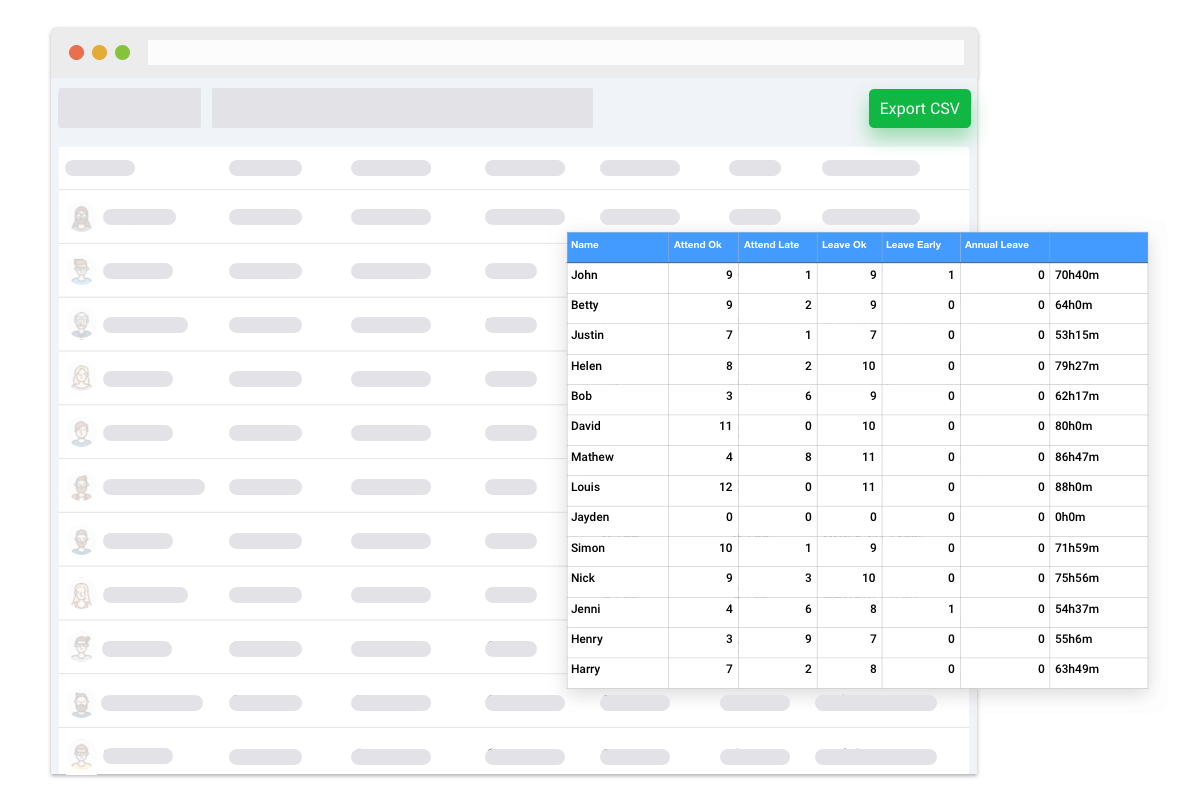 Export CSV
Name Attend Ok Attend Late Leave Ok Leave Early Annual Leave
John 9 1 9 1 0 70h40m
Betty 9 2 9 0 0 64h0m
Justin 7 1 7 0 0 53h15m
Helen 8 2 10 0 0 79h27m
Bob 3 6 9 0 0 62h17m
David 11 0 10 0 0 80h0m
Mathew 4 8 11 0 0 86h47m
Louis 12 0 11 0 0 88h0m
Jayden 0 0 0 0 0 0h0m
Simon 10 1 9 0 0 71h59m
Nick 9 3 10 0 0 75h56m
Jenni 4 6 8 1 0 54h37m
Henry 3 9 7 0 0 55h6m
Harry 7 2 8 0 0 63h49m